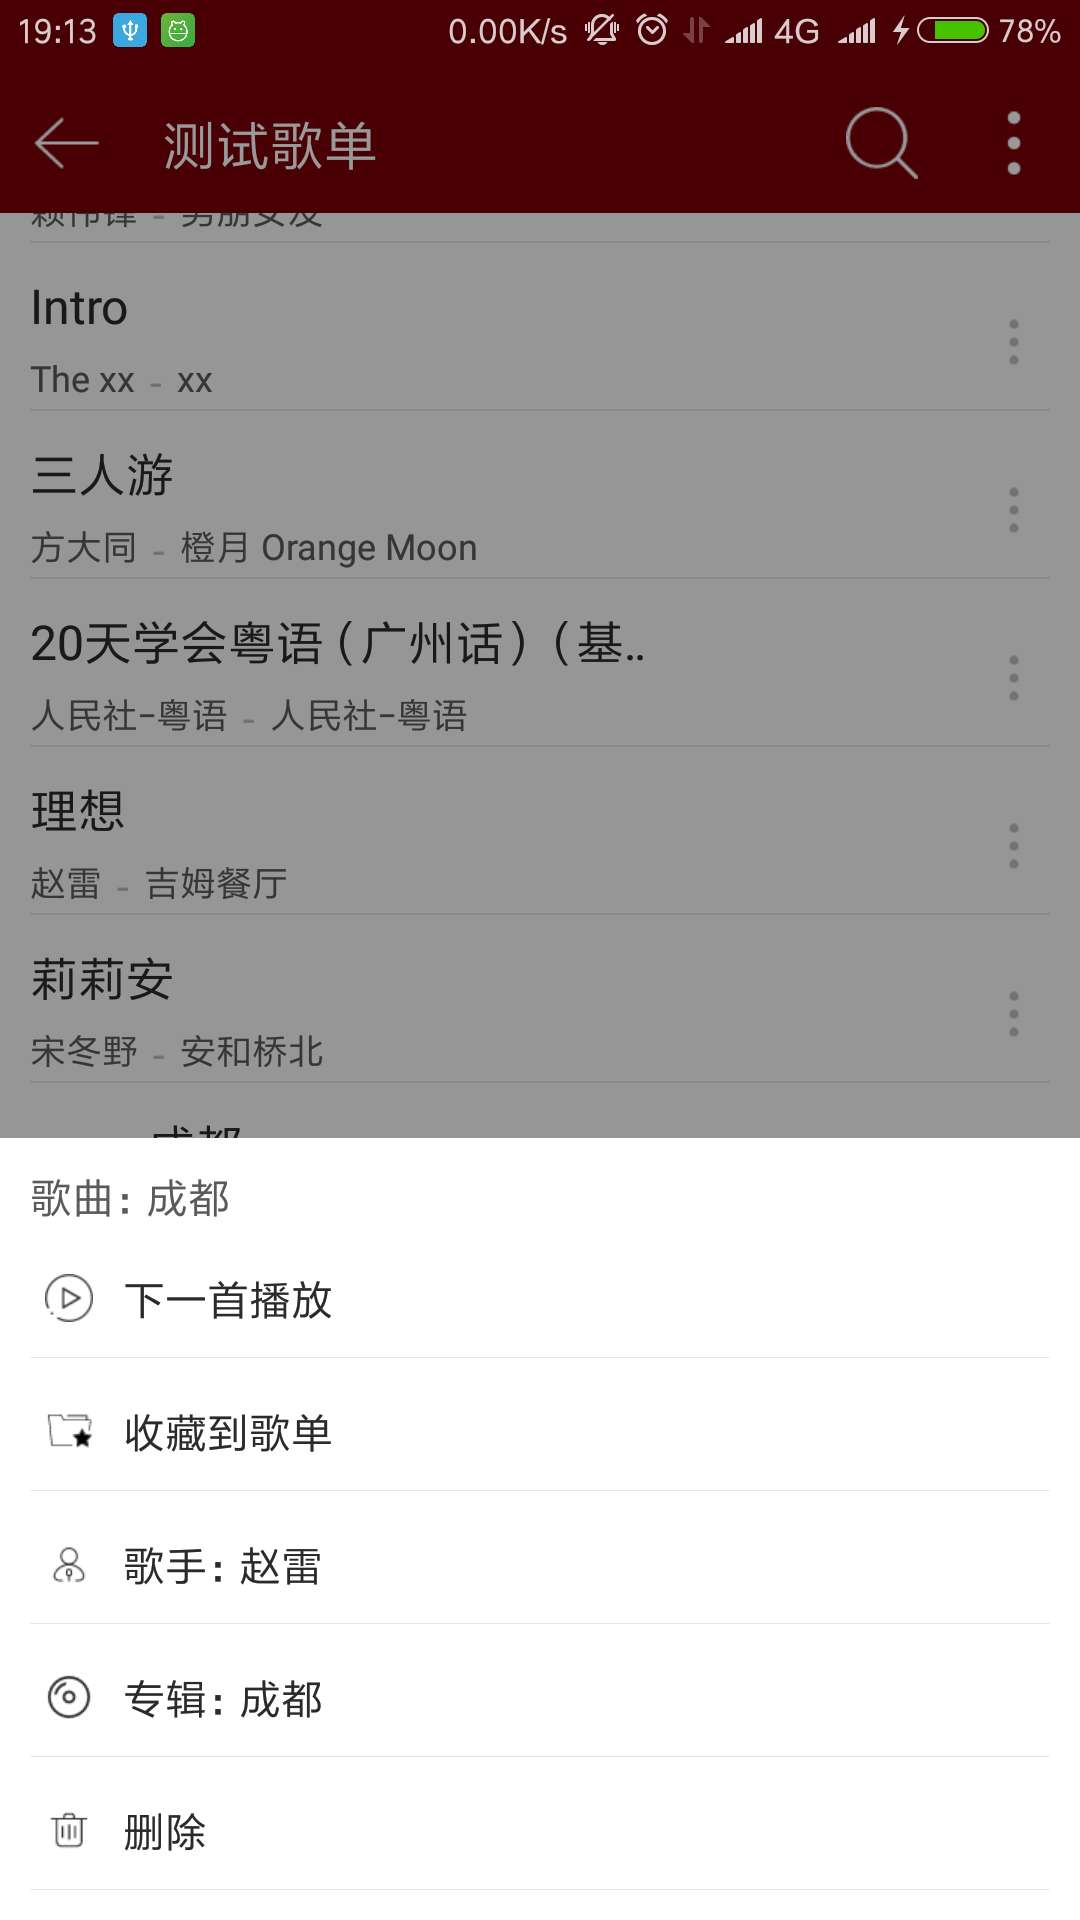 19:13 0.00K/s 4G 78%
测试歌单
Intro
The xx - xx
三人游
方大同 - 橙月 Orange Moon
20天学会粤语（广州话）（基..
人民社-粤语 - 人民社-粤语
理想
赵雷 - 吉姆餐厅
莉莉安
宋冬野 - 安和桥北
成都
歌曲：成都
下一首播放
收藏到歌单
歌手：赵雷
专辑：成都
删除